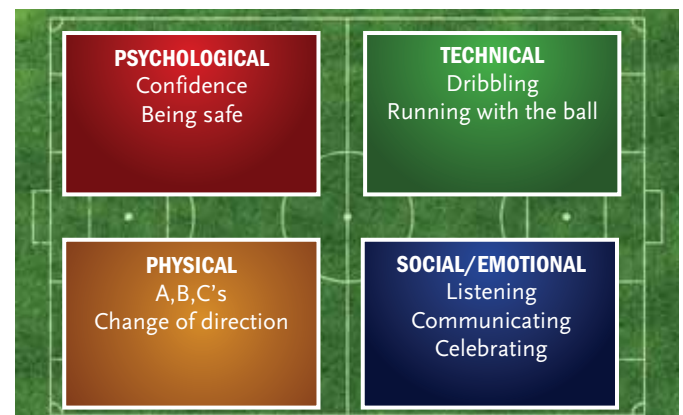 PSYCHOLOGICAL
Confidence
Being safe
TECHNICAL
Dribbling
Running with the ball
PHYSICAL
A,B,C's
Change of direction
SOCIAL/EMOTIONAL
Listening
Communicating
Celebrating